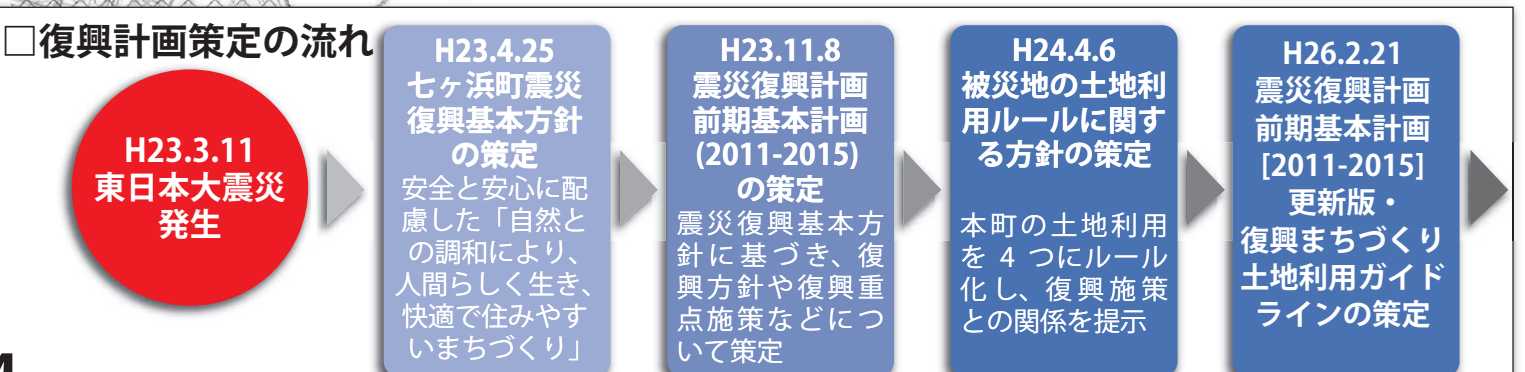 □復興計画策定の流れ
H23.3.11
東日本大震災
発生
H23.4.25
七ヶ浜町震災
復興基本方針
の策定
安全と安心に配
慮した「自然と
の調和により、
人間らしく生き、
快適で住みやす
いまちづくり」
H23.11.8
震災復興計画
前期基本計画
(2011-2015)
の策定
震災復興基本方
針に基づき、復
興方針や復興重
点施策などにつ
いて策定
H24.4.6
被災地の土地利
用ルールに関す
る方針の策定
本町の土地利用
を 4 つにルール
化し、復興施策
との関係を提示
H26.2.21
震災復興計画
前期基本計画
[2011-2015]
更新版・
復興まちづくり
土地利用ガイド
ラインの策定